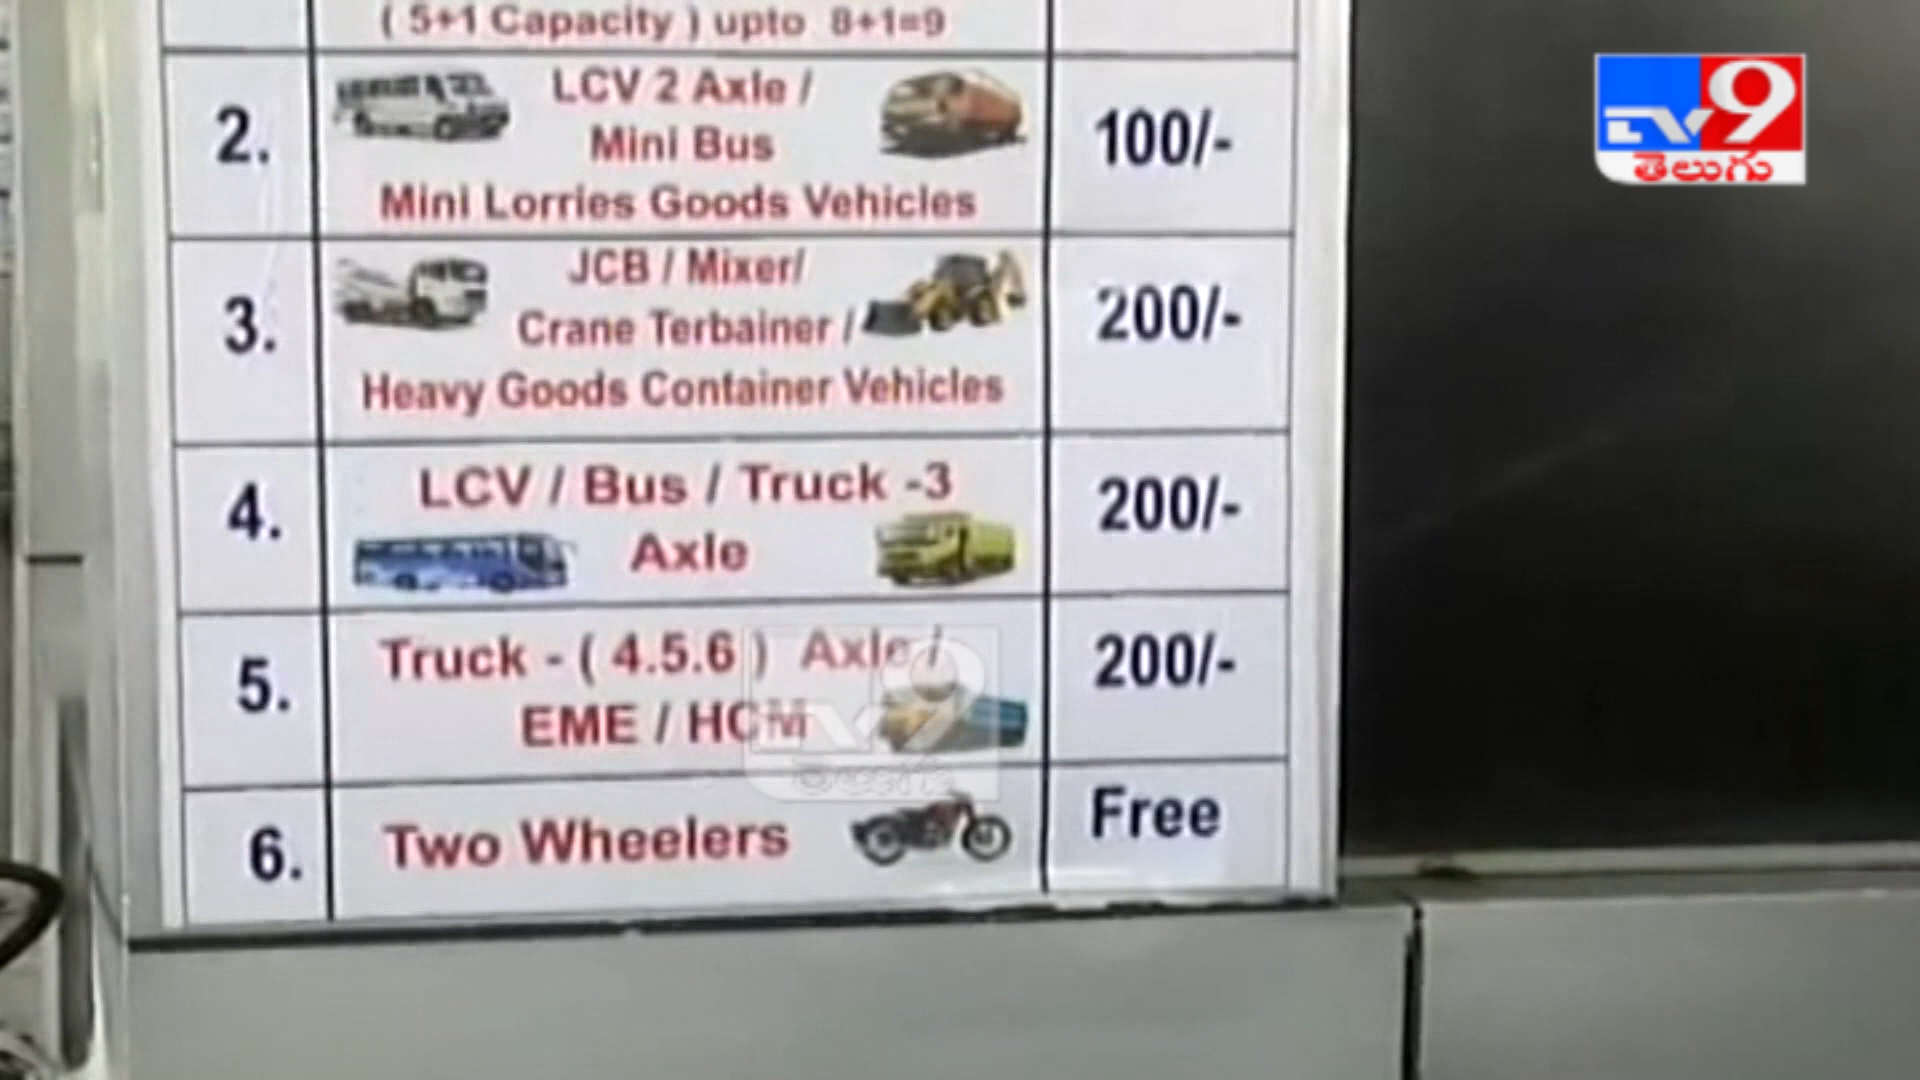 ( 5+1 Capacity ) upto 8+1=9
2.
LCV 2 Axle /
Mini Bus
Mini Lorries Goods Vehicles
100/-
3.
JCB / Mixer/
Crane Terbainer /
Heavy Goods Container Vehicles
200/-
4.
LCV / Bus / Truck -3
Axle
200/-
5.
Truck - ( 4.5.6 ) Axle /
EME / HCM
200/-
6.
Two Wheelers
Free
TV9
తెలుగు
TV9
తెలుగు